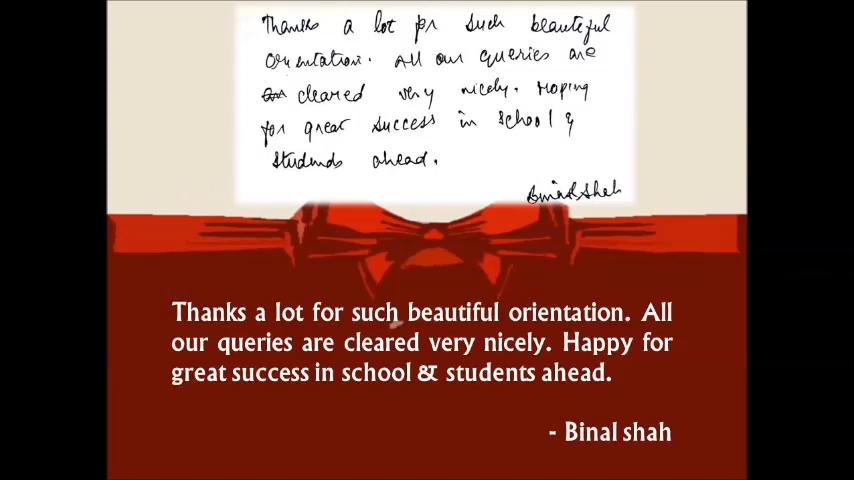 Thanks a lot for such beauteful
orientation. All our queries are
cleared very nicely. Hoping
for great success in school &
students ahead.
Binal Shah
Thanks a lot for such beautiful orientation. All
our queries are cleared very nicely. Happy for
great success in school & students ahead.
- Binal shah